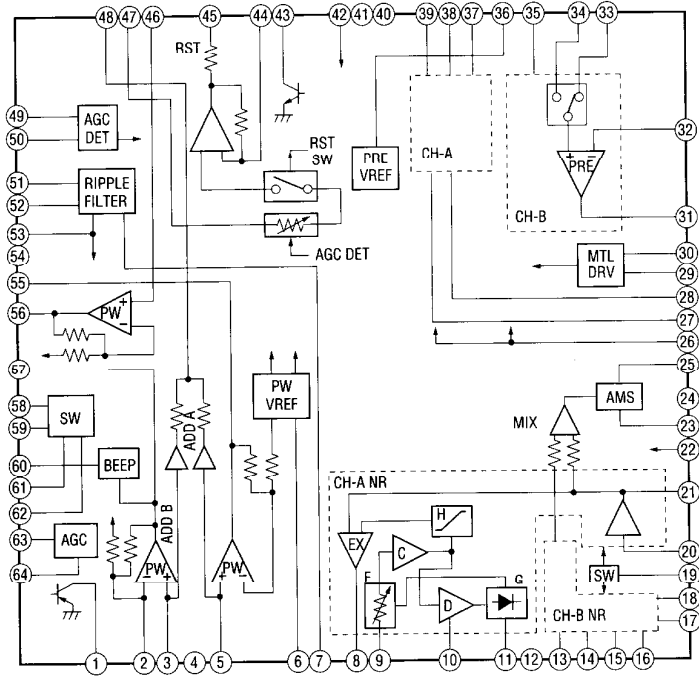 48 47 46 45 44 43 42 41 40 39 38 37 36 35 34 33
RST
49
50
AGC DET
51
52
RIPPLE FILTER
53
54
55
56
PW
+
−
57
58
59
SW
60
BEEP
61
62
63
64
AGC
RST SW
AGC DET
PRE VREF
CH-A
CH-B
+
−
PRE
32
31
30
29
MTL DRV
28
27
26
25
AMS
24
23
22
MIX
21
20
19
SW
18
17
ADD A
ADD B
PW VREF
PW
−
+
PW
+
−
CH-A NR
EX
H
C
F
D
G
CH-B NR
1 2 3 4 5 6 7 8 9 10 11 12 13 14 15 16